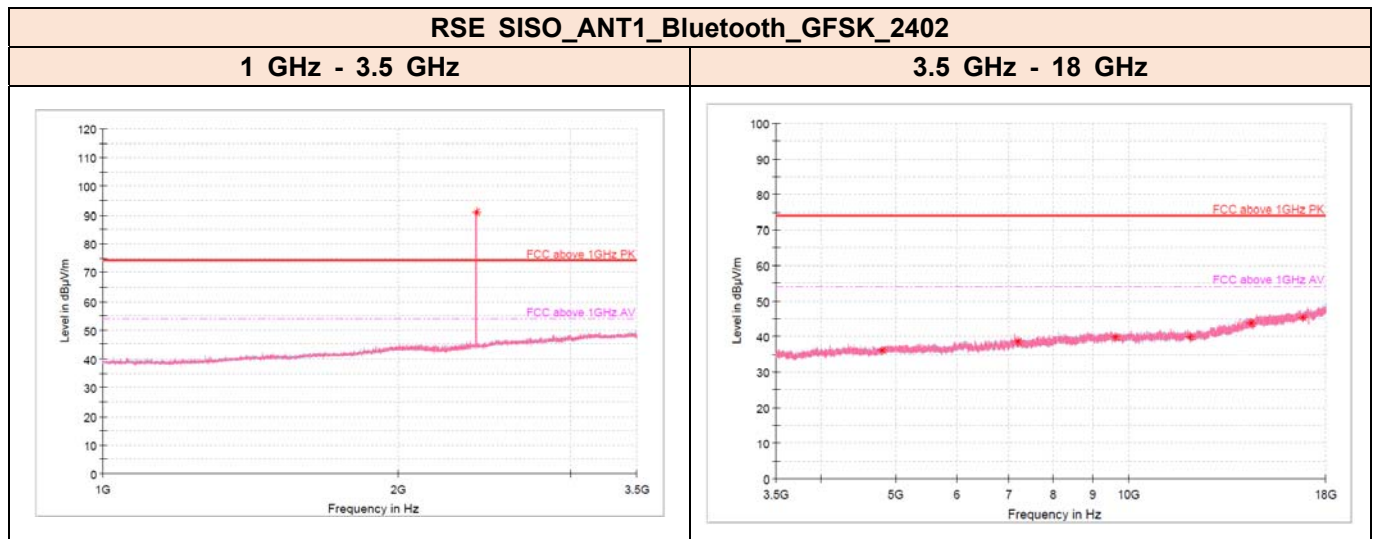 RSE SISO_ANT1_Bluetooth_GFSK_2402
1 GHz - 3.5 GHz
3.5 GHz - 18 GHz
120
110
100
90
80
70
60
50
40
30
20
10
0
Level in dBµV/m
FCC above 1GHz PK
FCC above 1GHz AV
1G
2G
3.5G
Frequency in Hz
100
90
80
70
60
50
40
30
20
10
0
Level in dBµV/m
FCC above 1GHz PK
FCC above 1GHz AV
3.5G
5G
6
7
8
9
10G
18G
Frequency in Hz